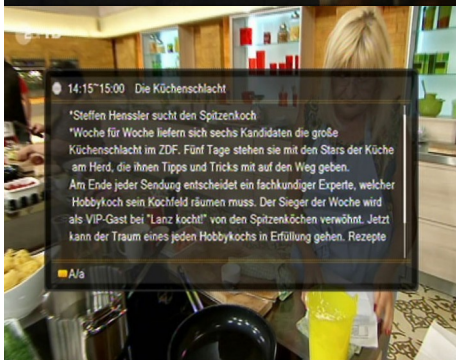 14:15~15:00 Die Küchenschlacht
*Steffen Henssler sucht den Spitzenkoch
*Woche für Woche liefern sich sechs Kandidaten die große
Küchenschlacht im ZDF. Fünf Tage stehen sie mit den Stars der Küche
am Herd, die ihnen Tipps und Tricks mit auf den Weg geben.
Am Ende jeder Sendung entscheidet ein fachkundiger Experte, welcher
Hobbykoch sein Kochfeld räumen muss. Der Sieger der Woche wird
als VIP-Gast bei "Lanz kocht!" von den Spitzenköchen verwöhnt. Jetzt
kann der Traum eines jeden Hobbykochs in Erfüllung gehen. Rezepte
A/a